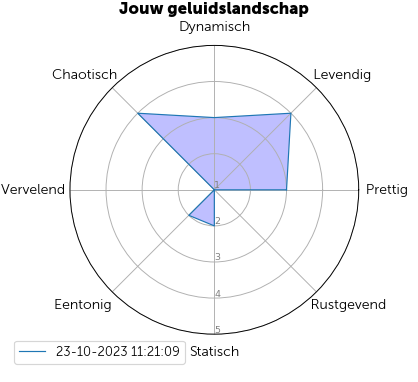 Jouw geluidslandschap
Dynamisch
Chaotisch
Levendig
Vervelend
1
Prettig
2
3
Eentonig
4
Rustgevend
5
23-10-2023 11:21:09
Statisch